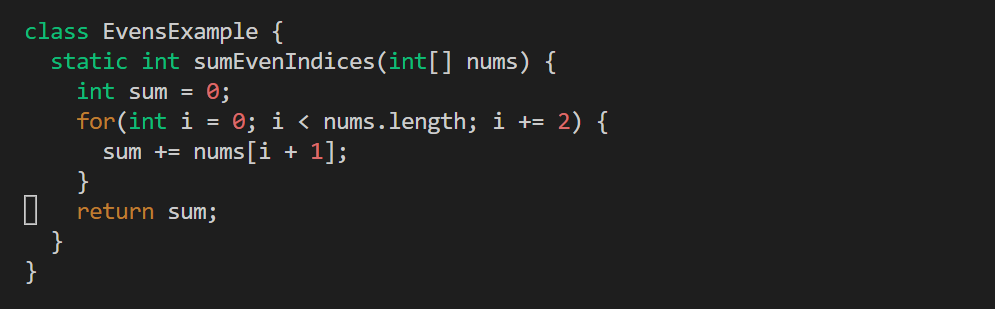 class EvensExample {
  static int sumEvenIndices(int[] nums) {
    int sum = 0;
    for(int i = 0; i < nums.length; i += 2) {
      sum += nums[i + 1];
    }
    return sum;
  }
}